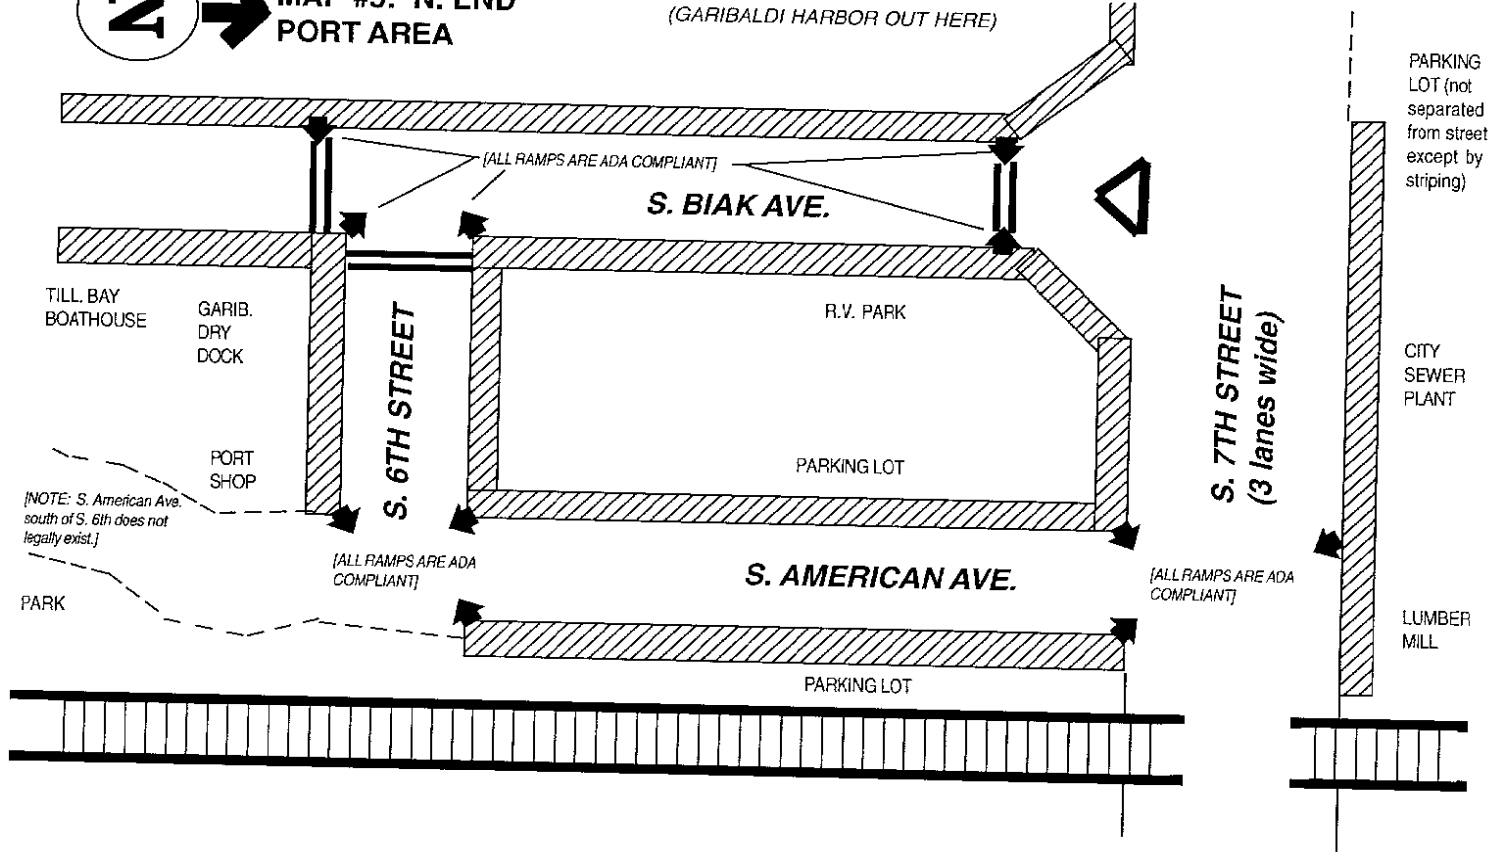 N
MAP #5: N. END
PORT AREA
(GARIBALDI HARBOR OUT HERE)
PARKING
LOT (not
separated
from street
except by
striping)
[ALL RAMPS ARE ADA COMPLIANT]
S. BIAK AVE.
TILL. BAY
BOATHOUSE
GARIB.
DRY
DOCK
R.V. PARK
S. 6TH STREET
S. 7TH STREET
(3 lanes wide)
CITY
SEWER
PLANT
PORT
SHOP
PARKING LOT
[NOTE: S. American Ave.
south of S. 6th does not
legally exist.]
[ALL RAMPS ARE ADA
COMPLIANT]
S. AMERICAN AVE.
[ALL RAMPS ARE ADA
COMPLIANT]
PARK
LUMBER
MILL
PARKING LOT